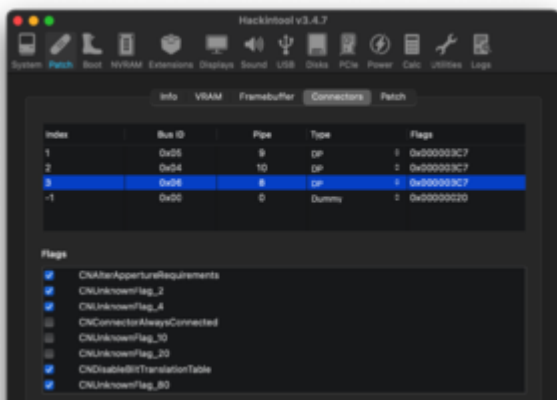 Hackintool v3.4.7
System Patch Boot NVRAM Extensions Displays Sound USB Disks PCIe Power Calc Utilities Logs
Info VRAM Framebuffer Connectors Patch
Index Bus ID Pipe Type Flags
1 0x05 9 DP 0x000003C7
2 0x04 10 DP 0x000003C7
3 0x06 8 DP 0x000003C7
-1 0x00 0 Dummy 0x00000020
Flags
CNAlterAppertureRequirements
CNUnknownFlag_2
CNUnknownFlag_4
CNConnectorAlwaysConnected
CNUnknownFlag_10
CNUnknownFlag_20
CNDisableBlitTranslationTable
CNUnknownFlag_80